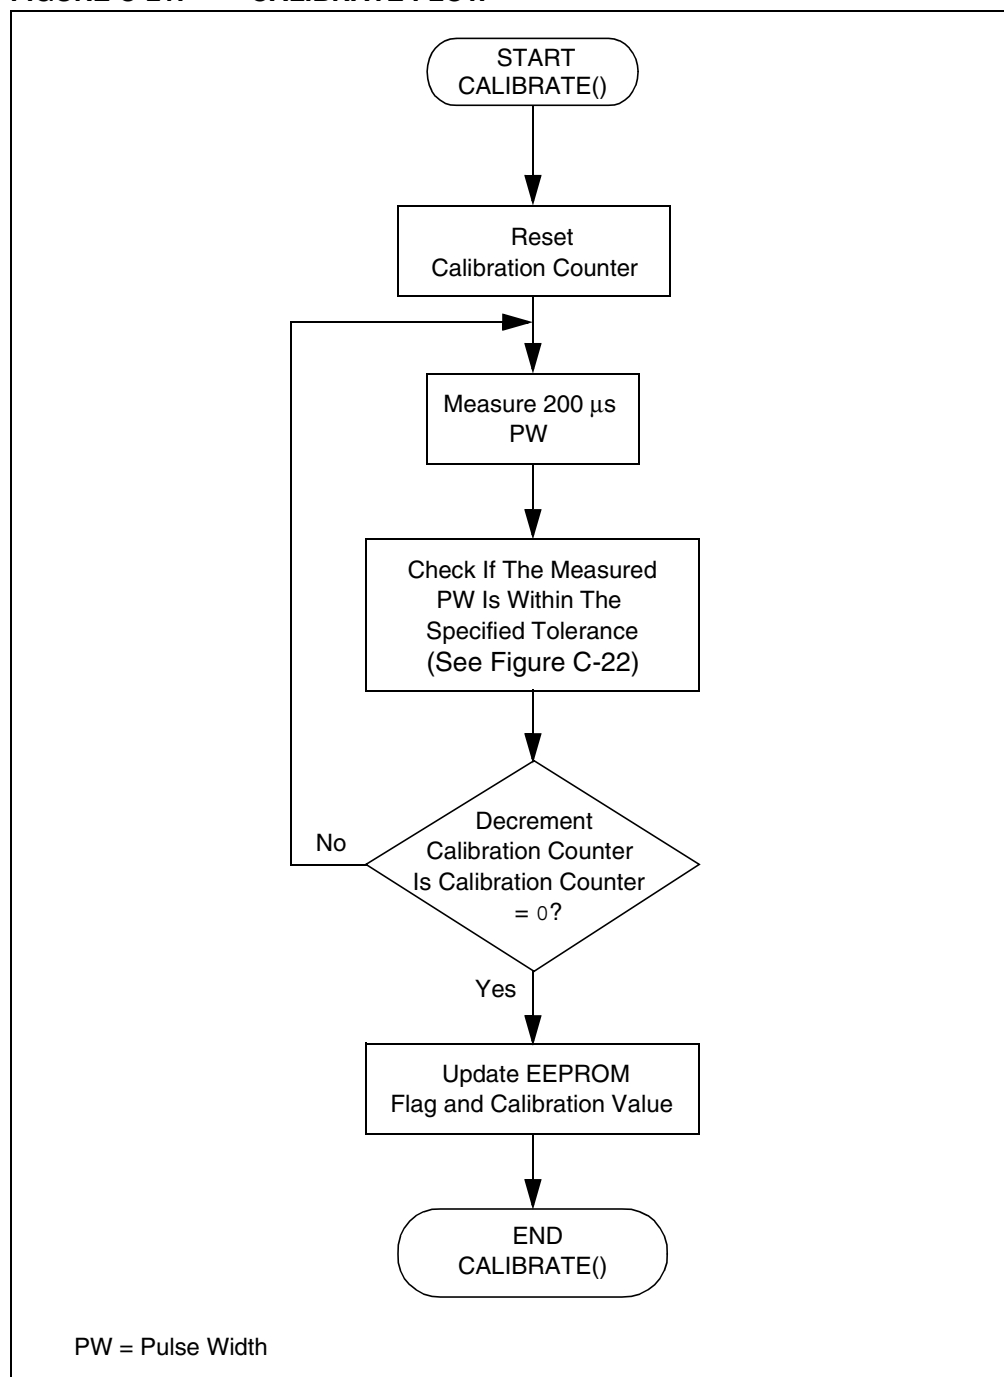 START
CALIBRATE()
Reset
Calibration Counter
Measure 200 μs
PW
Check If The Measured
PW Is Within The
Specified Tolerance
(See Figure C-22)
Decrement
Calibration Counter
Is Calibration Counter
= 0?
No
Yes
Update EEPROM
Flag and Calibration Value
END
CALIBRATE()
PW = Pulse Width